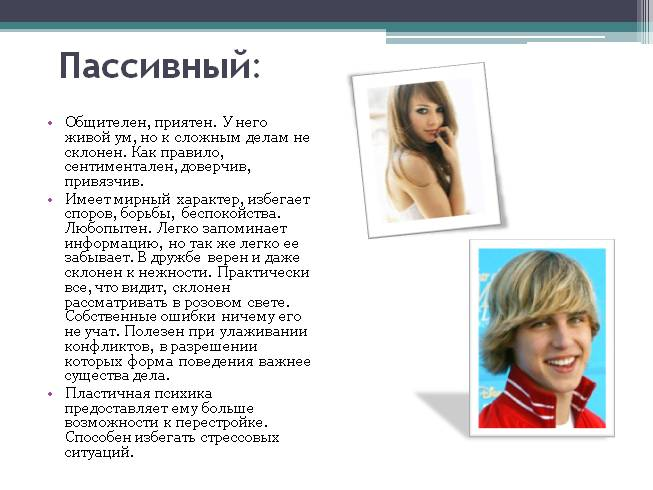 Пассивный:
• Общителен, приятен. У него
живой ум, но к сложным делам не
склонен. Как правило,
сентиментален, доверчив,
привязчив.
• Имеет мирный характер, избегает
споров, борьбы, беспокойства.
Любопытен. Легко запоминает
информацию, но так же легко ее
забывает. В дружбе верен и даже
склонен к нежности. Практически
все, что видит, склонен
рассматривать в розовом свете.
Собственные ошибки ничему его
не учат. Полезен при улаживании
конфликтов, в разрешении
которых форма поведения важнее
существа дела.
• Пластичная психика
предоставляет ему больше
возможности к перестройке.
Способен избегать стрессовых
ситуаций.